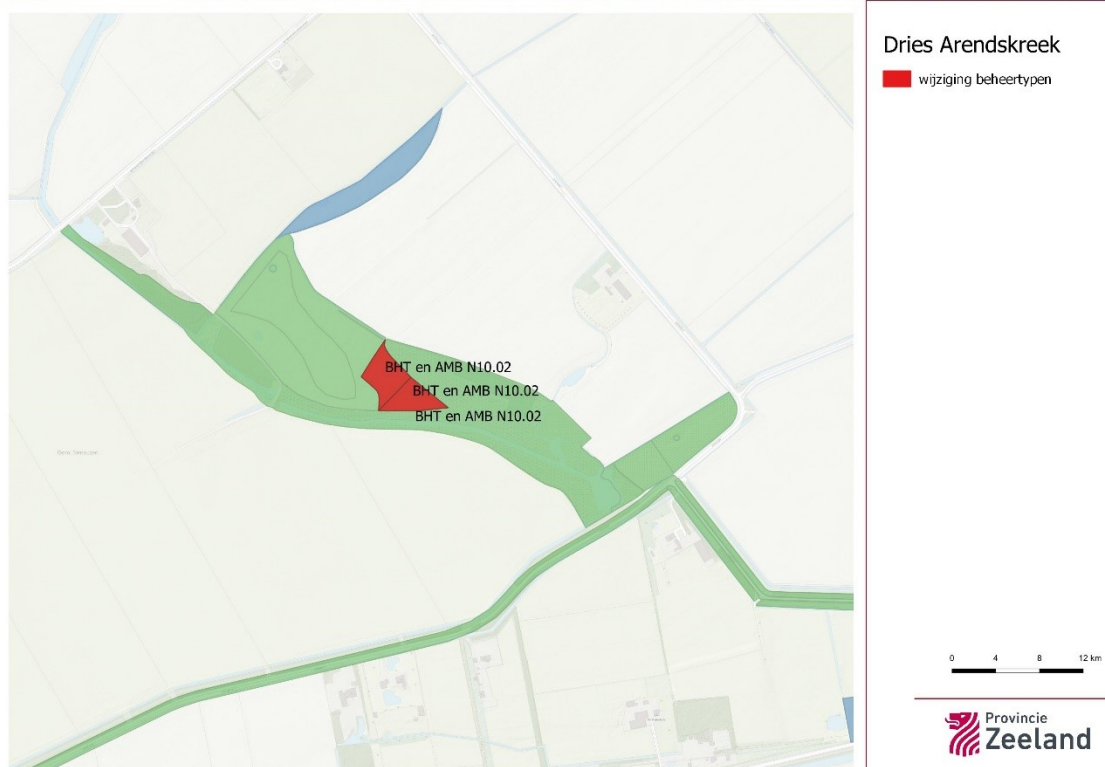 Dries Arendskreek
wijziging beheertypen
BHT en AMB N10.02
BHT en AMB N10.02
BHT en AMB N10.02
0 4 8 12 km
Provincie
Zeeland